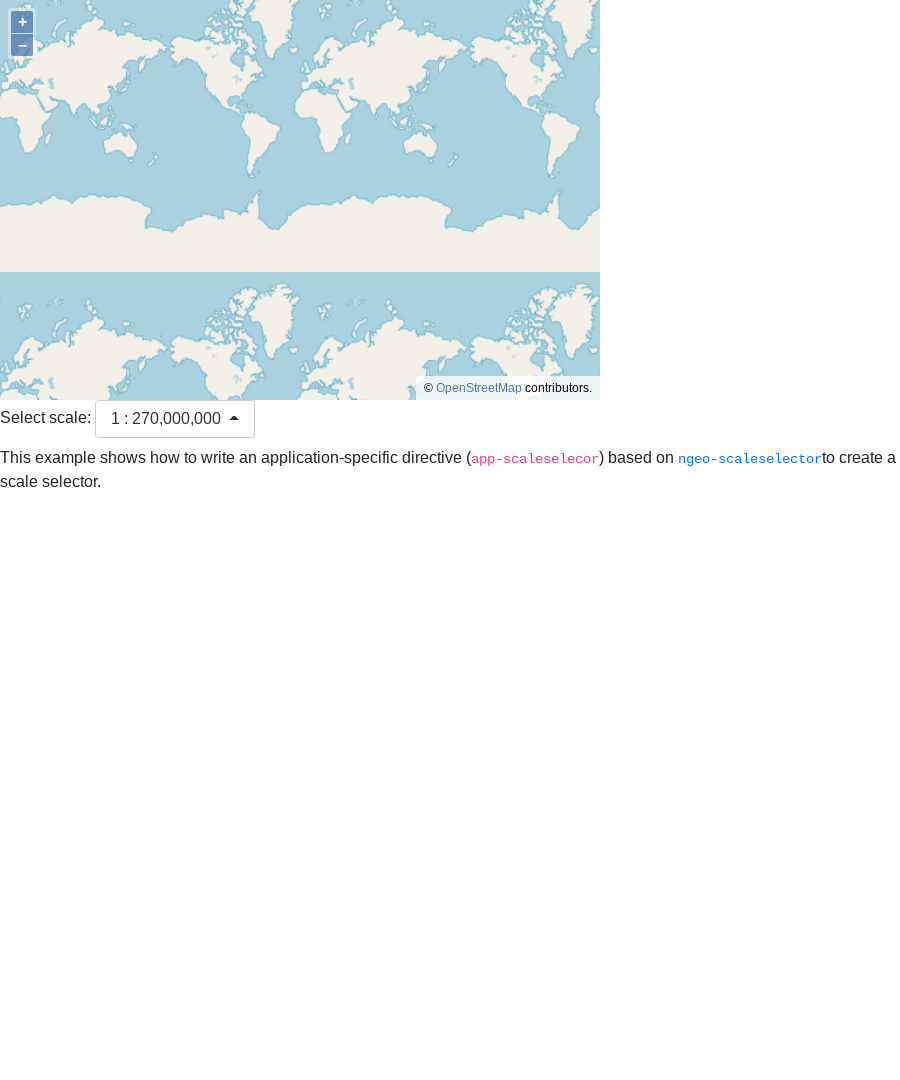 +
–
© OpenStreetMap contributors.
Select scale: 1 : 270,000,000
This example shows how to write an application-specific directive (app-scaleselecor) based on ngeo-scaleselectorto create a
scale selector.